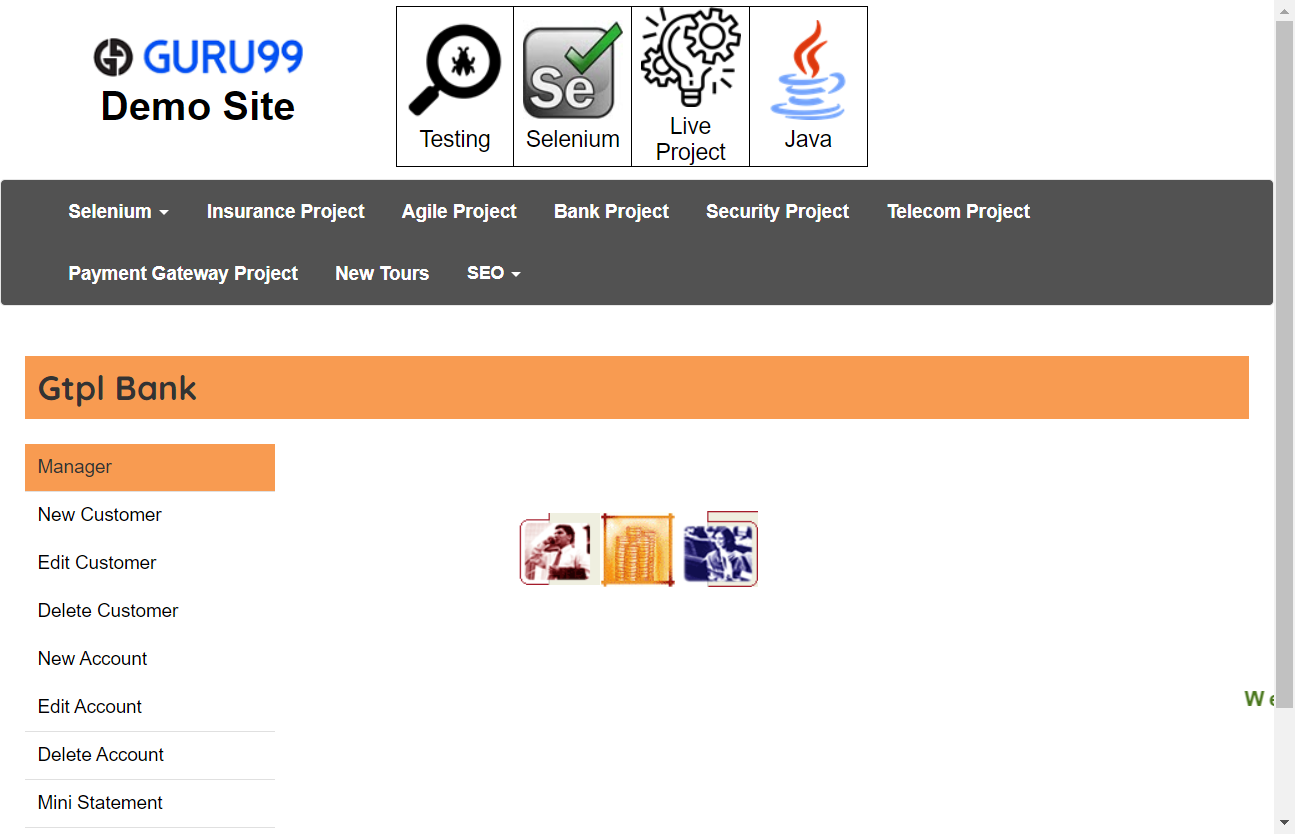 GURU99
Demo Site
Testing
Se
Selenium
Live
Project
Java
Selenium
Insurance Project
Agile Project
Bank Project
Security Project
Telecom Project
Payment Gateway Project
New Tours
SEO
Gtpl Bank
Manager
New Customer
Edit Customer
Delete Customer
New Account
Edit Account
Delete Account
Mini Statement
We